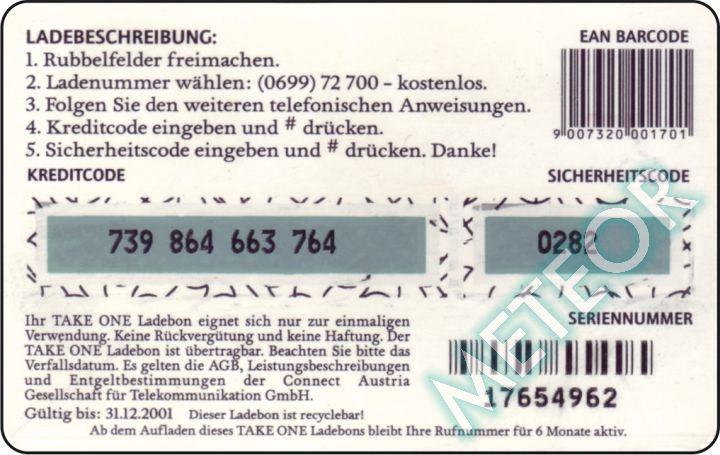 LADEBESCHREIBUNG:
EAN BARCODE
1. Rubbelfelder freimachen.
2. Ladenummer wählen: (0699) 72 700 – kostenlos.
3. Folgen Sie den weiteren telefonischen Anweisungen.
4. Kreditcode eingeben und # drücken.
5. Sicherheitscode eingeben und # drücken. Danke!
9 007320 001701
KREDITCODE
SICHERHEITSCODE
739 864 663 764
0282
METEOR
SERIENNUMMER
Ihr TAKE ONE Ladebon eignet sich nur zur einmaligen
Verwendung. Keine Rückvergütung und keine Haftung. Der
TAKE ONE Ladebon ist übertragbar. Beachten Sie bitte das
Verfallsdatum. Es gelten die AGB, Leistungsbeschreibungen
und Entgeltbestimmungen der Connect Austria
Gesellschaft für Telekommunikation GmbH.
17654962
Gültig bis: 31.12.2001 Dieser Ladebon ist recyclebar!
Ab dem Aufladen dieses TAKE ONE Ladebons bleibt Ihre Rufnummer für 6 Monate aktiv.